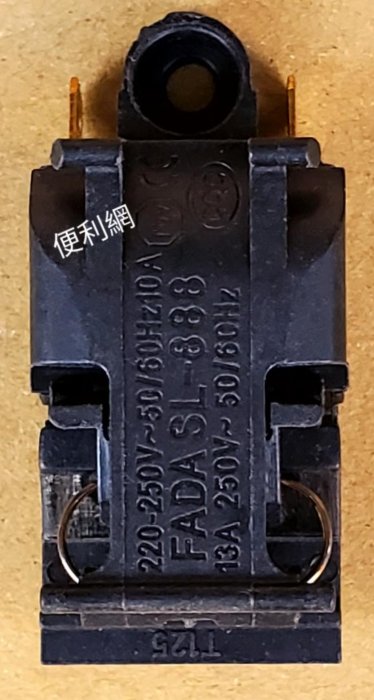 便利網
220-250V~50/60Hz10A
FADA SL-888
13A 250V~ 50/60Hz
T125